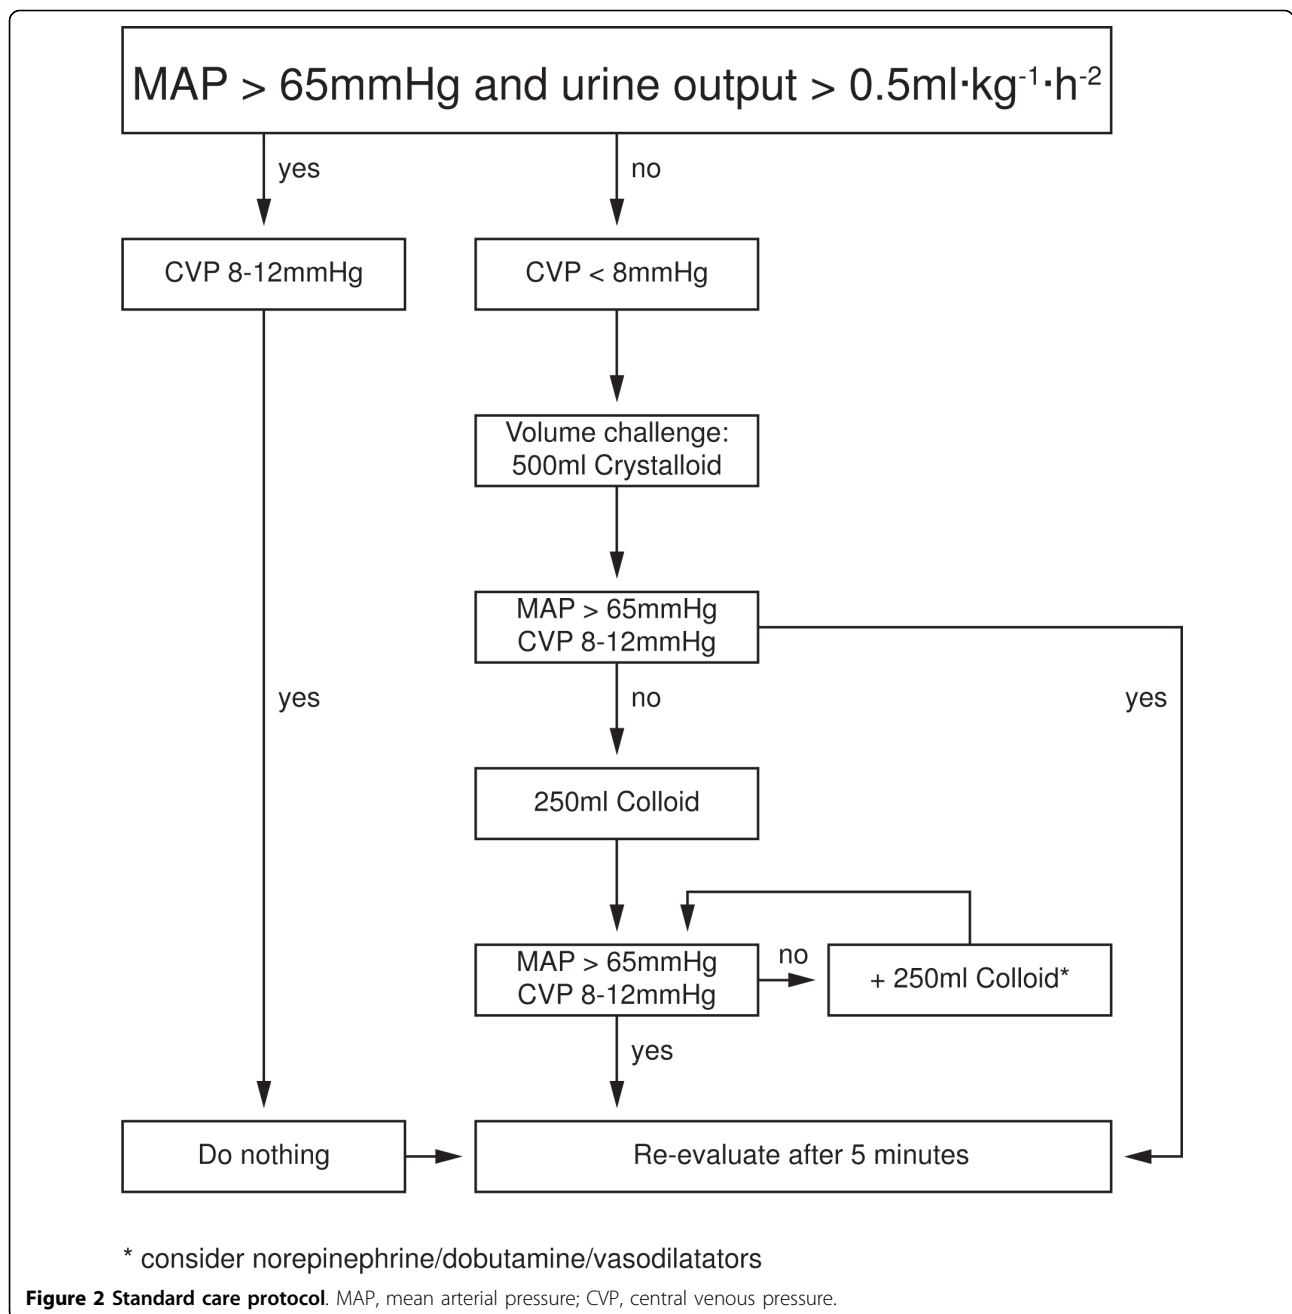 MAP > 65mmHg and urine output > 0.5ml·kg⁻¹·h⁻²
yes
no
CVP 8-12mmHg
CVP < 8mmHg
Volume challenge:
500ml Crystalloid
MAP > 65mmHg
CVP 8-12mmHg
yes
no
yes
250ml Colloid
MAP > 65mmHg
CVP 8-12mmHg
no
+ 250ml Colloid*
yes
Do nothing
Re-evaluate after 5 minutes
* consider norepinephrine/dobutamine/vasodilatators
Figure 2 Standard care protocol. MAP, mean arterial pressure; CVP, central venous pressure.